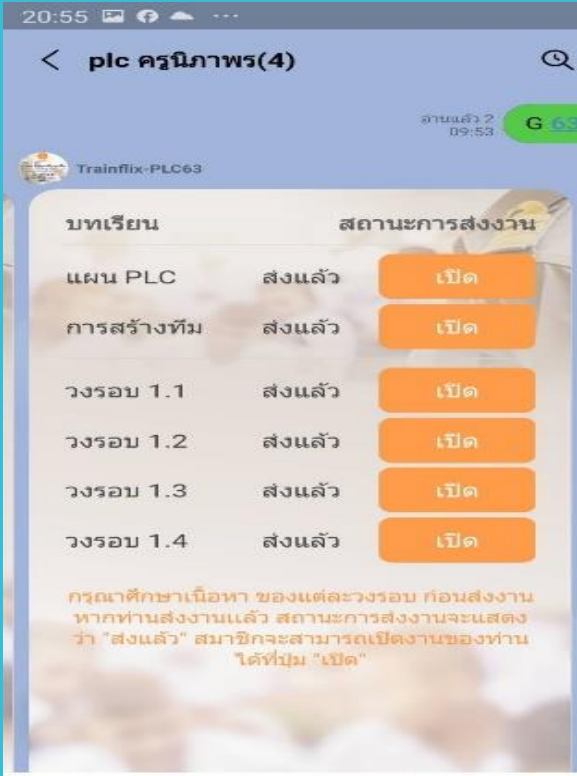 20:55
plc ครูนิภาพร(4)
อ่านแล้ว 2
09:53
G 63
Trainflix-PLC63
บทเรียน สถานะการส่งงาน
แผน PLC ส่งแล้ว เปิด
การสร้างทีม ส่งแล้ว เปิด
วงรอบ 1.1 ส่งแล้ว เปิด
วงรอบ 1.2 ส่งแล้ว เปิด
วงรอบ 1.3 ส่งแล้ว เปิด
วงรอบ 1.4 ส่งแล้ว เปิด
กรุณาศึกษาเนื้อหา ของแต่ละวงรอบ ก่อนส่งงาน
หากท่านส่งงานแล้ว สถานะการส่งงานจะแสดง
ว่า "ส่งแล้ว" สมาชิกจะสามารถเปิดงานของท่าน
ได้ที่ปุ่ม "เปิด"